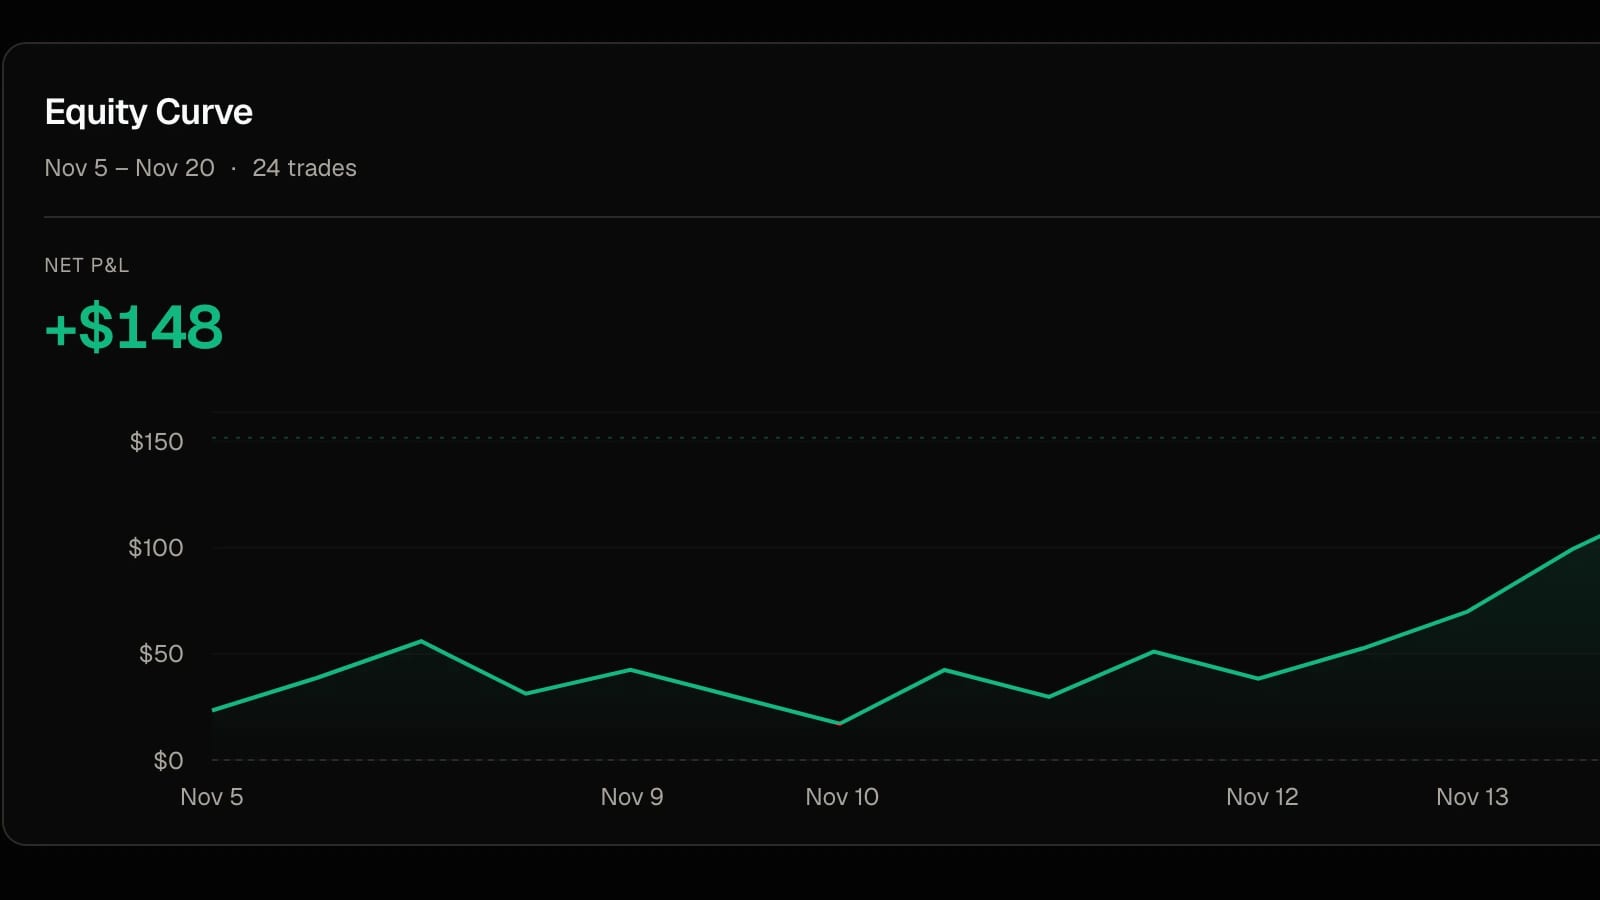 Equity Curve
Nov 5 – Nov 20 · 24 trades
NET P&L
+$148
$150
$100
$50
$0
Nov 5 Nov 9 Nov 10 Nov 12 Nov 13